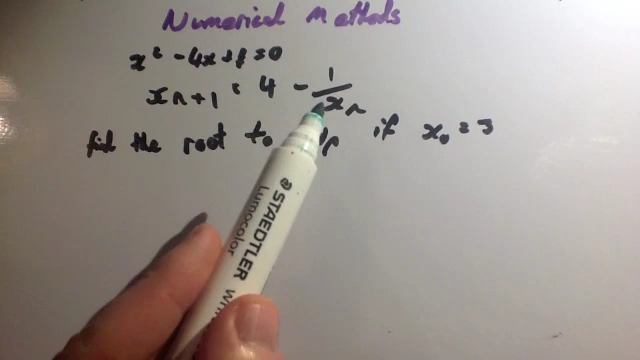 Numerical Methods
x² - 4x + 1 = 0
xₙ₊₁ = 4 - 1/xₙ
find the root to if x₀ = 3
STAEDTLER
Lumocolor